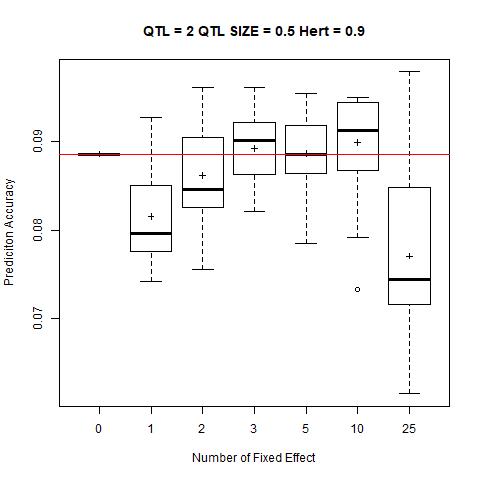 QTL = 2 QTL SIZE = 0.5 Hert = 0.9
Prediciton Accuracy
0.09
0.08
0.07
0 1 2 3 5 10 25
Number of Fixed Effect